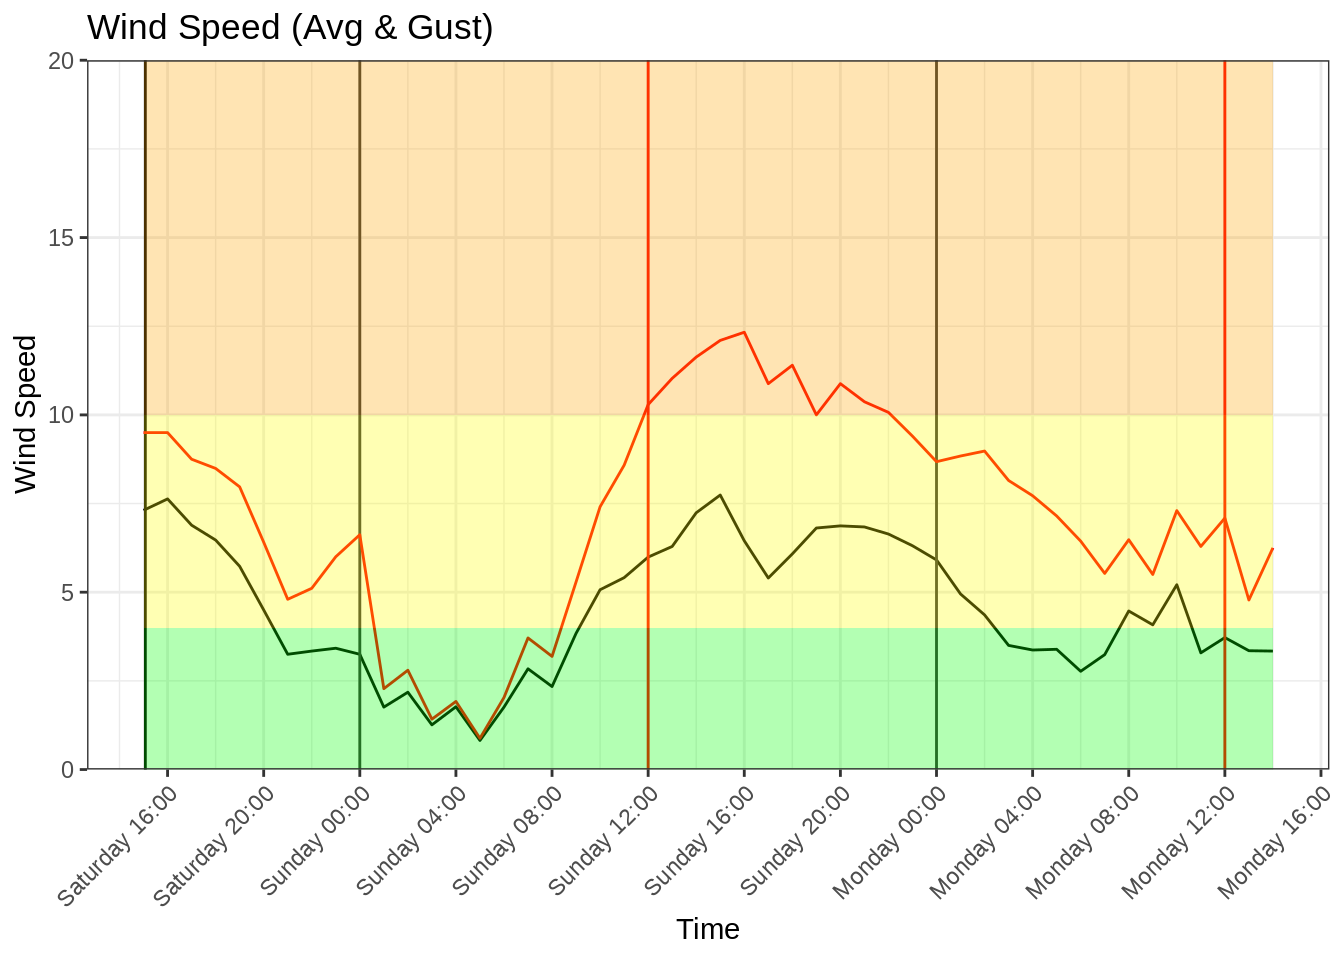 Wind Speed (Avg & Gust)
20
15
10
5
0
Wind Speed
Saturday 16:00
Saturday 20:00
Sunday 00:00
Sunday 04:00
Sunday 08:00
Sunday 12:00
Sunday 16:00
Sunday 20:00
Monday 00:00
Monday 04:00
Monday 08:00
Monday 12:00
Monday 16:00
Time